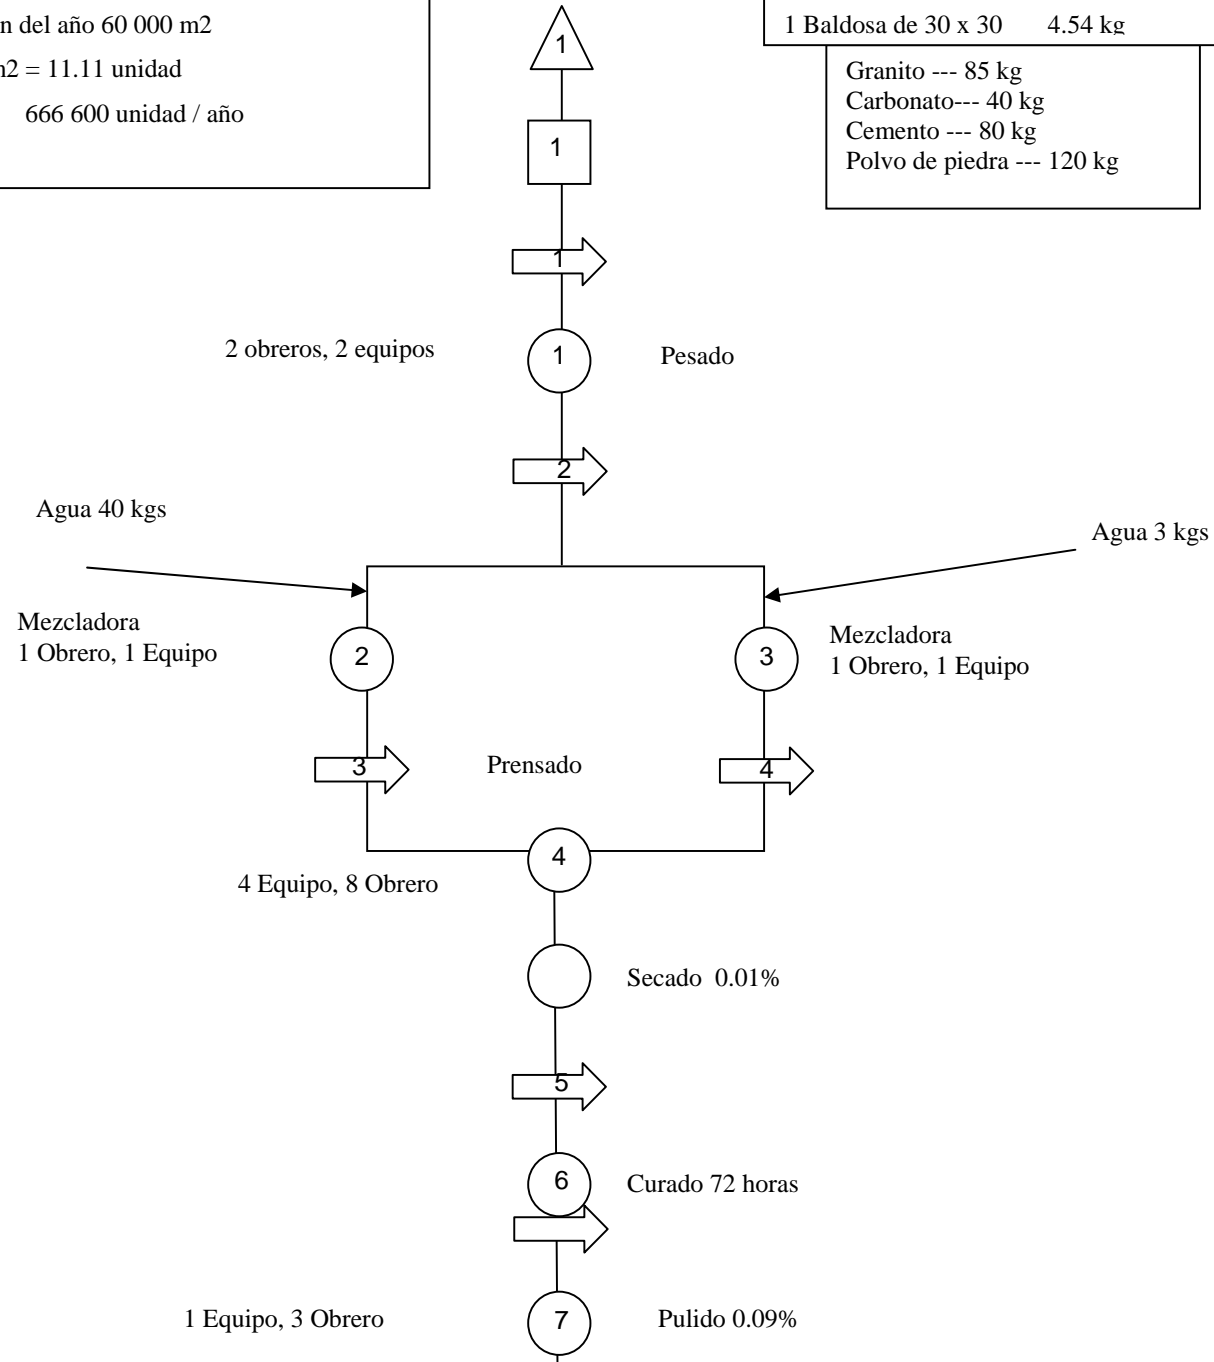 n del año 60 000 m2
m2 = 11.11 unidad
666 600 unidad / año
1 Baldosa de 30 x 30 4.54 kg
Granito --- 85 kg
Carbonato--- 40 kg
Cemento --- 80 kg
Polvo de piedra --- 120 kg
1
1
1
2 obreros, 2 equipos
1
Pesado
2
Agua 40 kgs
Agua 3 kgs
Mezcladora
1 Obrero, 1 Equipo
2
3
Mezcladora
1 Obrero, 1 Equipo
3
Prensado
4
4
4 Equipo, 8 Obrero
Secado 0.01%
5
6
Curado 72 horas
1 Equipo, 3 Obrero
7
Pulido 0.09%